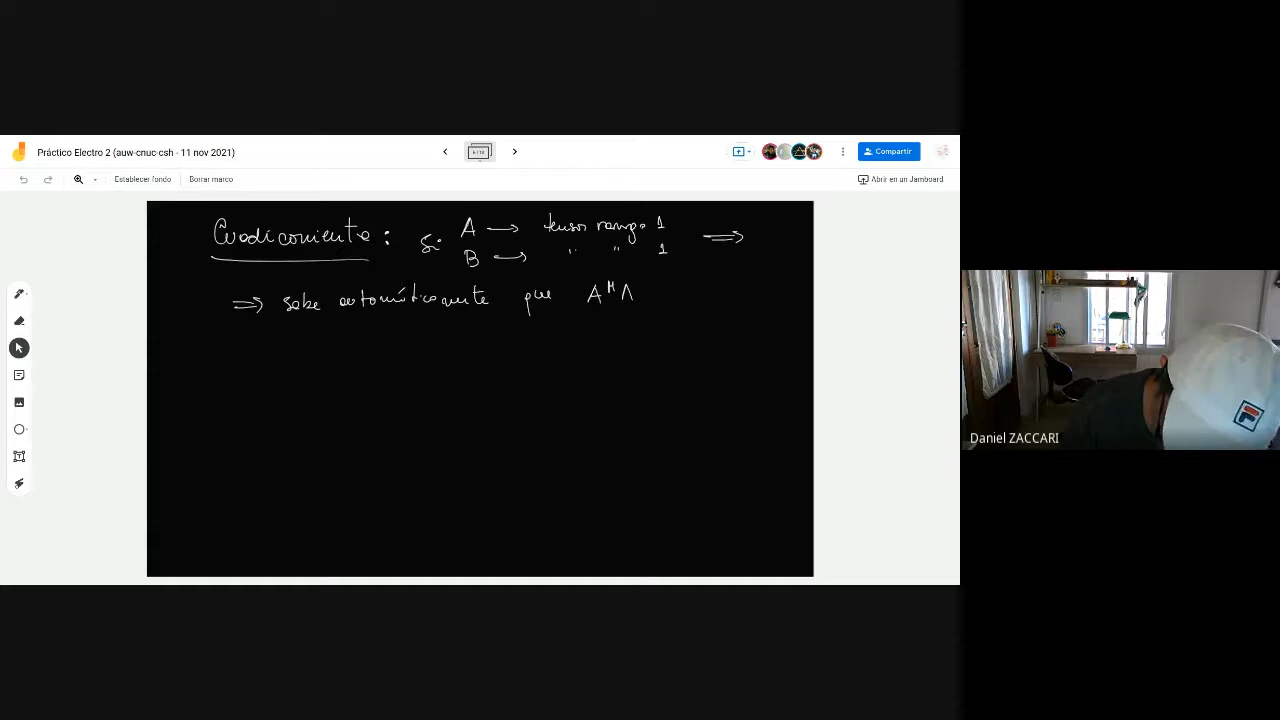 Práctico Electro 2 (auw-cnuc-csh - 11 nov 2021)
Compartir
Establecer fondo
Borrar marco
Abrir en un Jamboard
Cuadicorriente : Si A → tensor rango 1 ⇒
B → " " 1
⇒ sabe automáticamente que A^μ Λ
Daniel ZACCARI